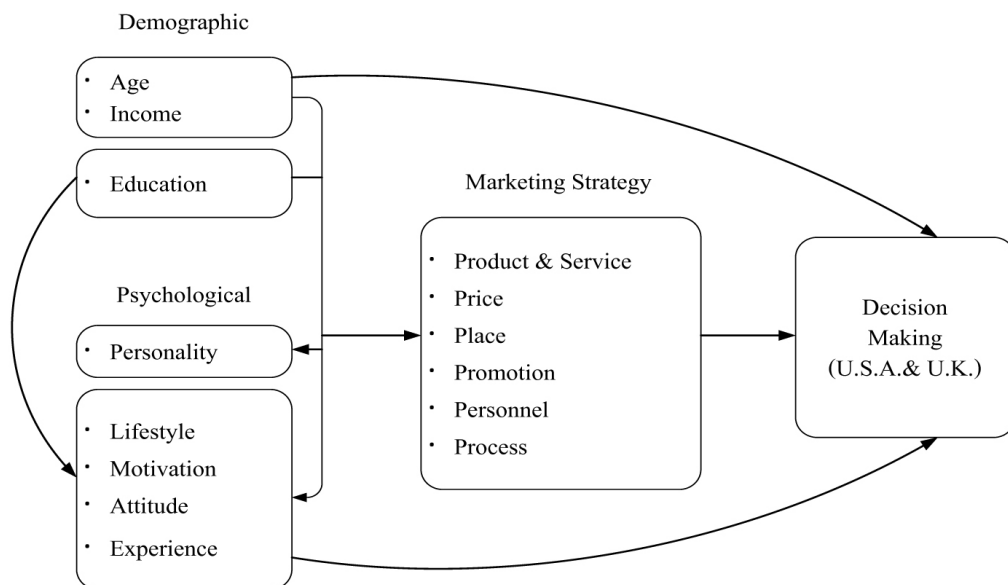 Demographic
· Age
· Income
· Education
Psychological
· Personality
· Lifestyle
· Motivation
· Attitude
· Experience
Marketing Strategy
· Product & Service
· Price
· Place
· Promotion
· Personnel
· Process
Decision
Making
(U.S.A.& U.K.)